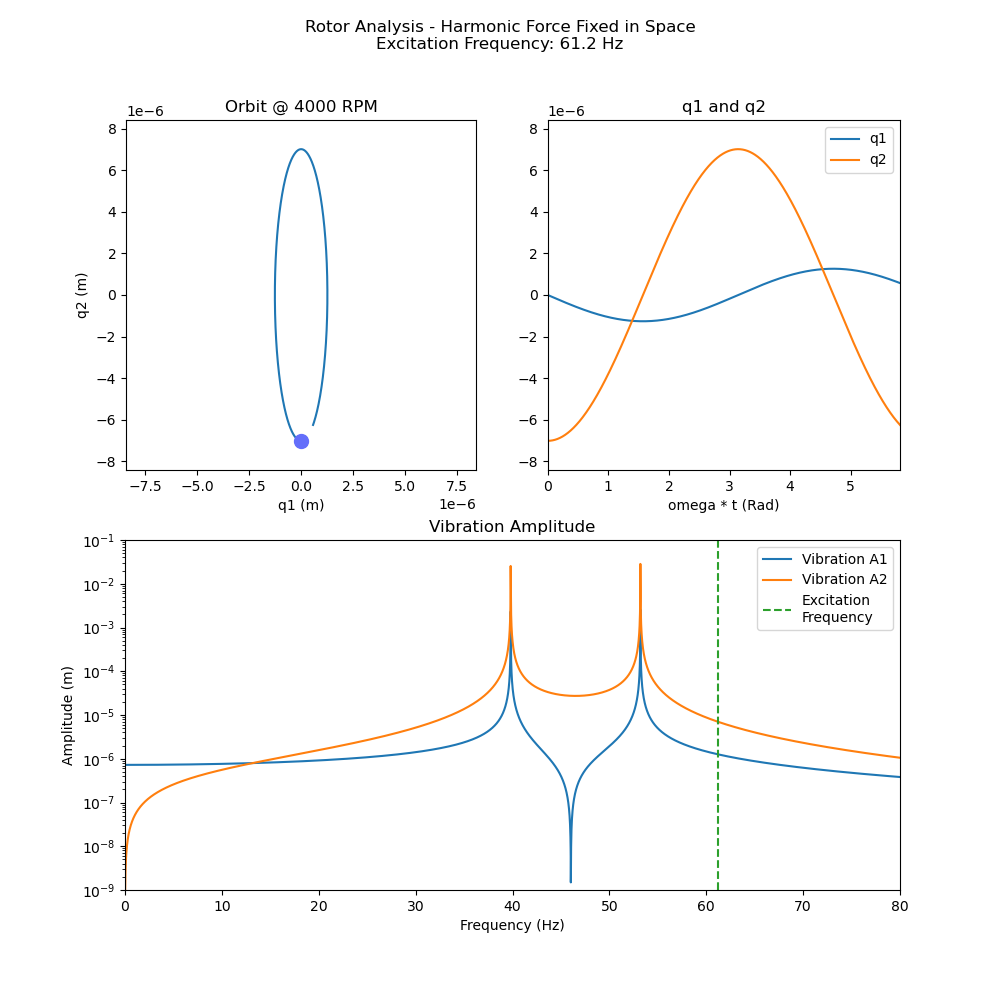 Rotor Analysis - Harmonic Force Fixed in Space
Excitation Frequency: 61.2 Hz
Orbit @ 4000 RPM
1e−6
8
6
4
2
0
−2
−4
−6
−8
q2 (m)
−7.5 −5.0 −2.5 0.0 2.5 5.0 7.5
q1 (m)
1e−6
q1 and q2
1e−6
q1
q2
8
6
4
2
0
−2
−4
−6
−8
0 1 2 3 4 5
omega * t (Rad)
Vibration Amplitude
Vibration A1
Vibration A2
Excitation
Frequency
10⁻¹
10⁻²
10⁻³
10⁻⁴
10⁻⁵
10⁻⁶
10⁻⁷
10⁻⁸
10⁻⁹
Amplitude (m)
0 10 20 30 40 50 60 70 80
Frequency (Hz)